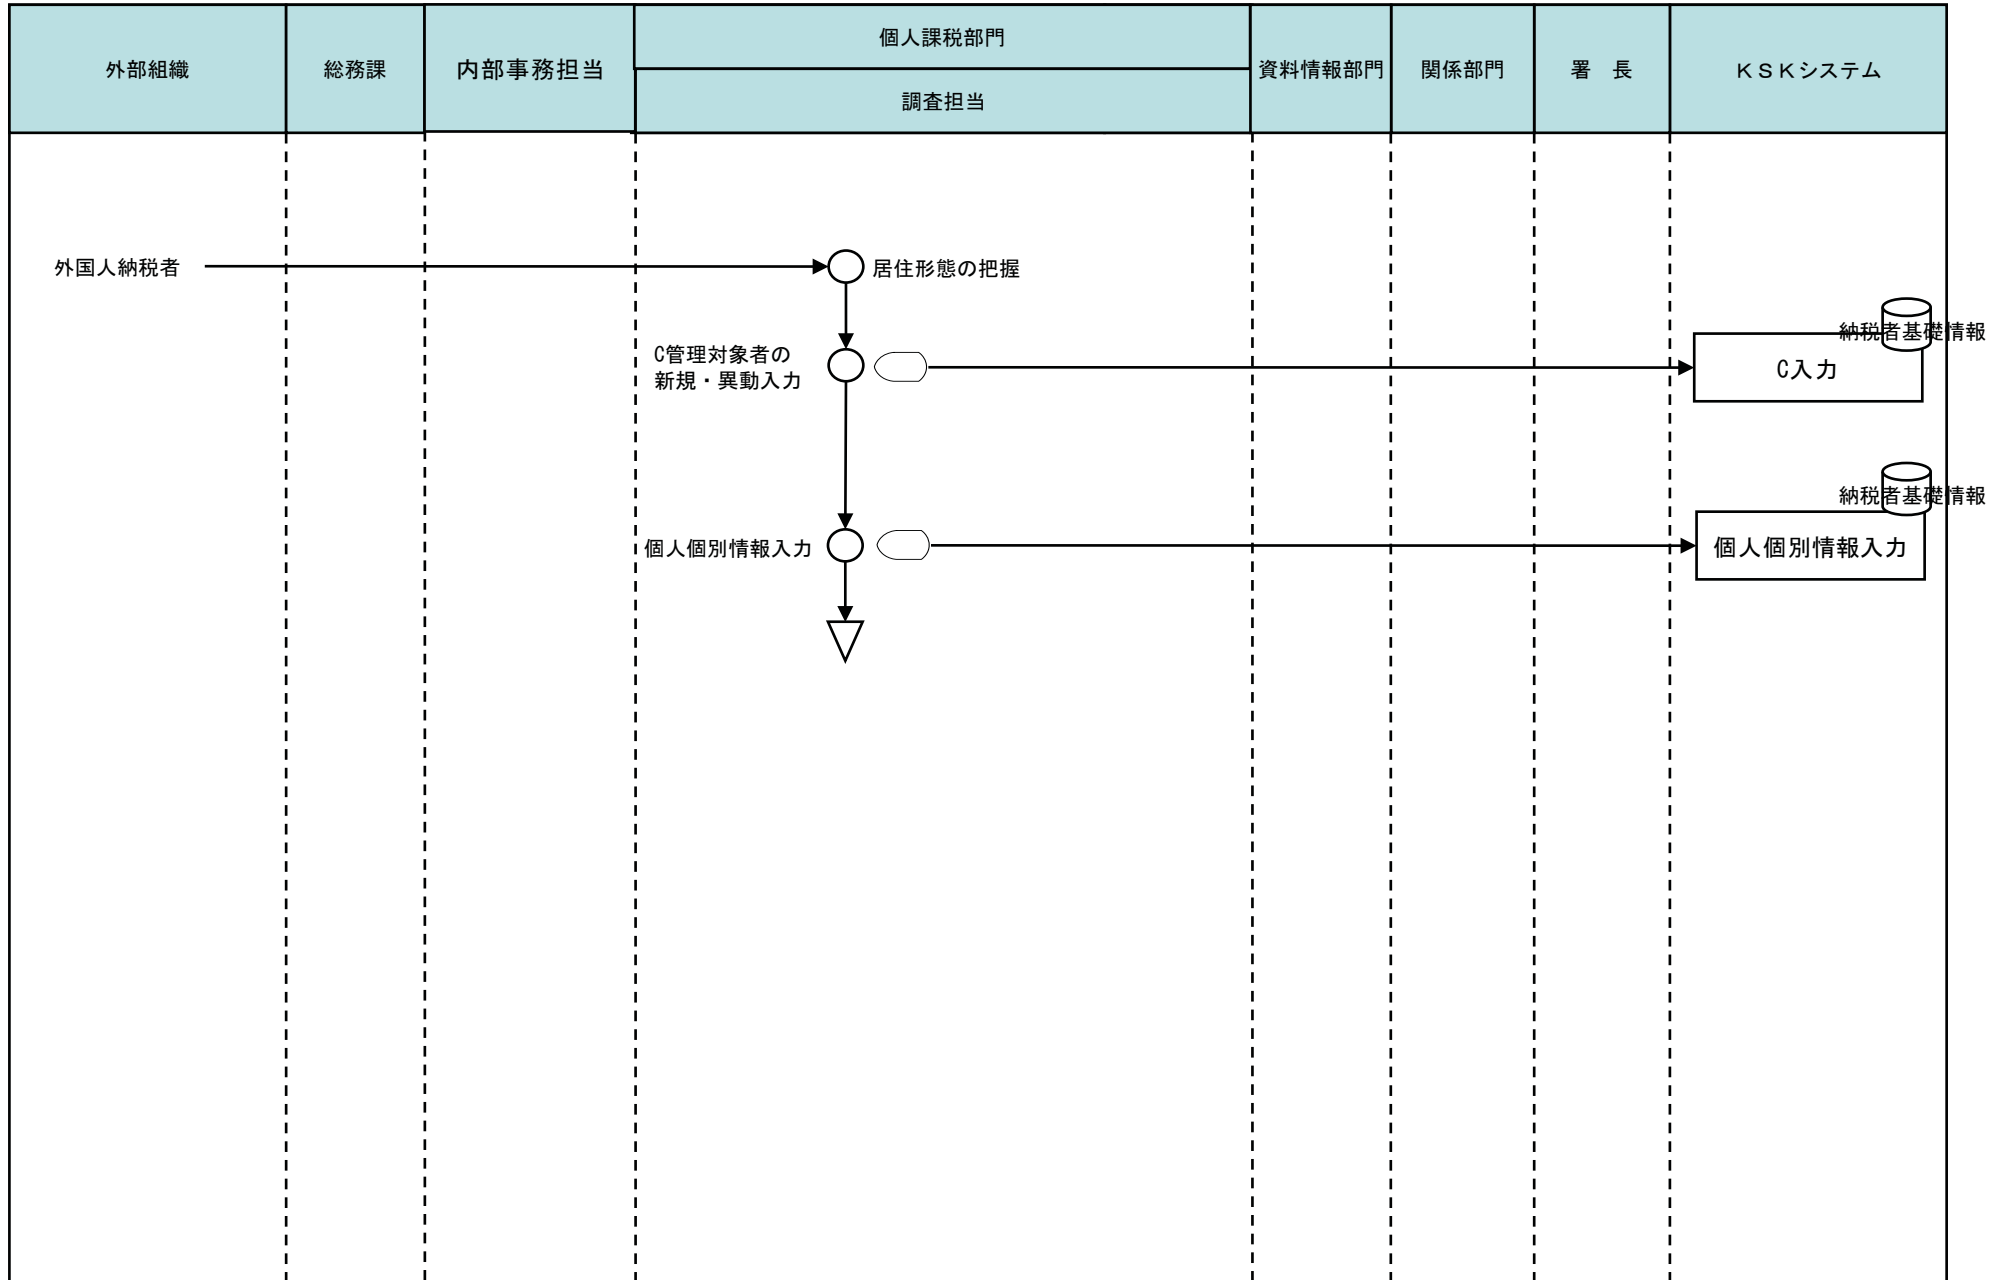 外部組織
総務課
内部事務担当
個人課税部門
調査担当
資料情報部門
関係部門
署　長
ＫＳＫシステム
外国人納税者
居住形態の把握
C管理対象者の
新規・異動入力
納税者基礎情報
C入力
納税者基礎情報
個人個別情報入力
個人個別情報入力